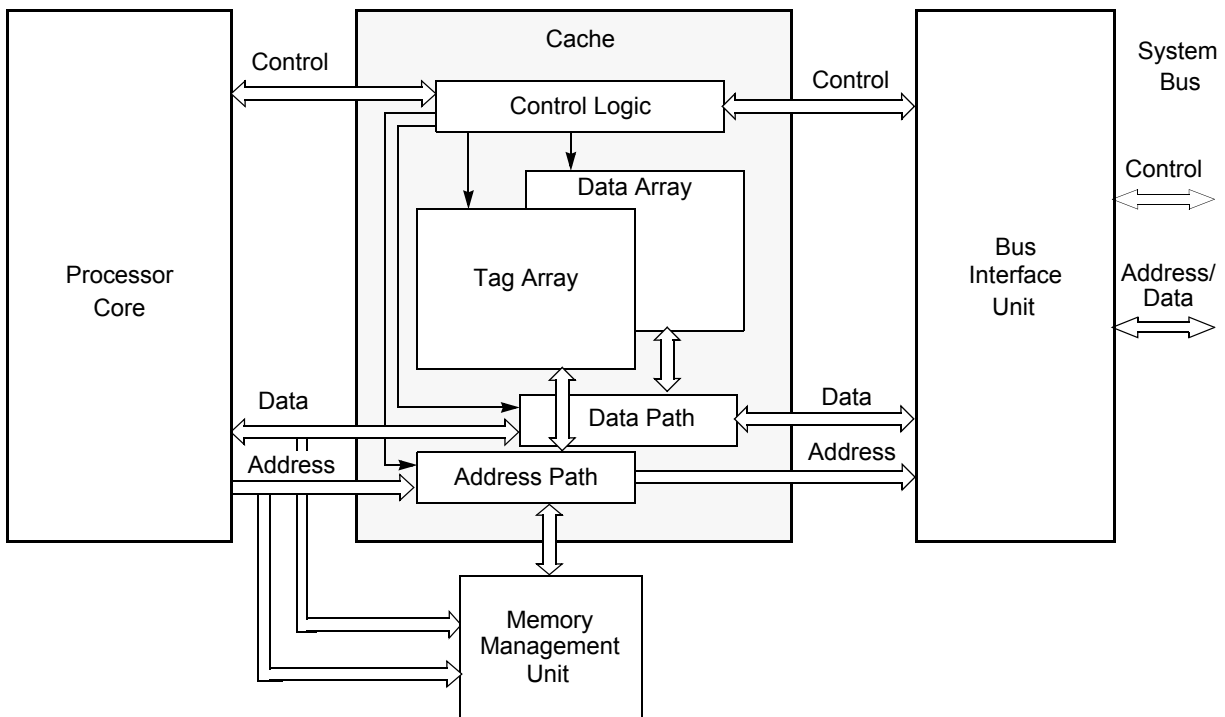 Cache
System
Bus
Control
Control
Control Logic
Control
Data Array
Processor
Core
Tag Array
Bus
Interface
Unit
Address/
Data
Data
Data Path
Data
Address
Address Path
Address
Memory
Management
Unit